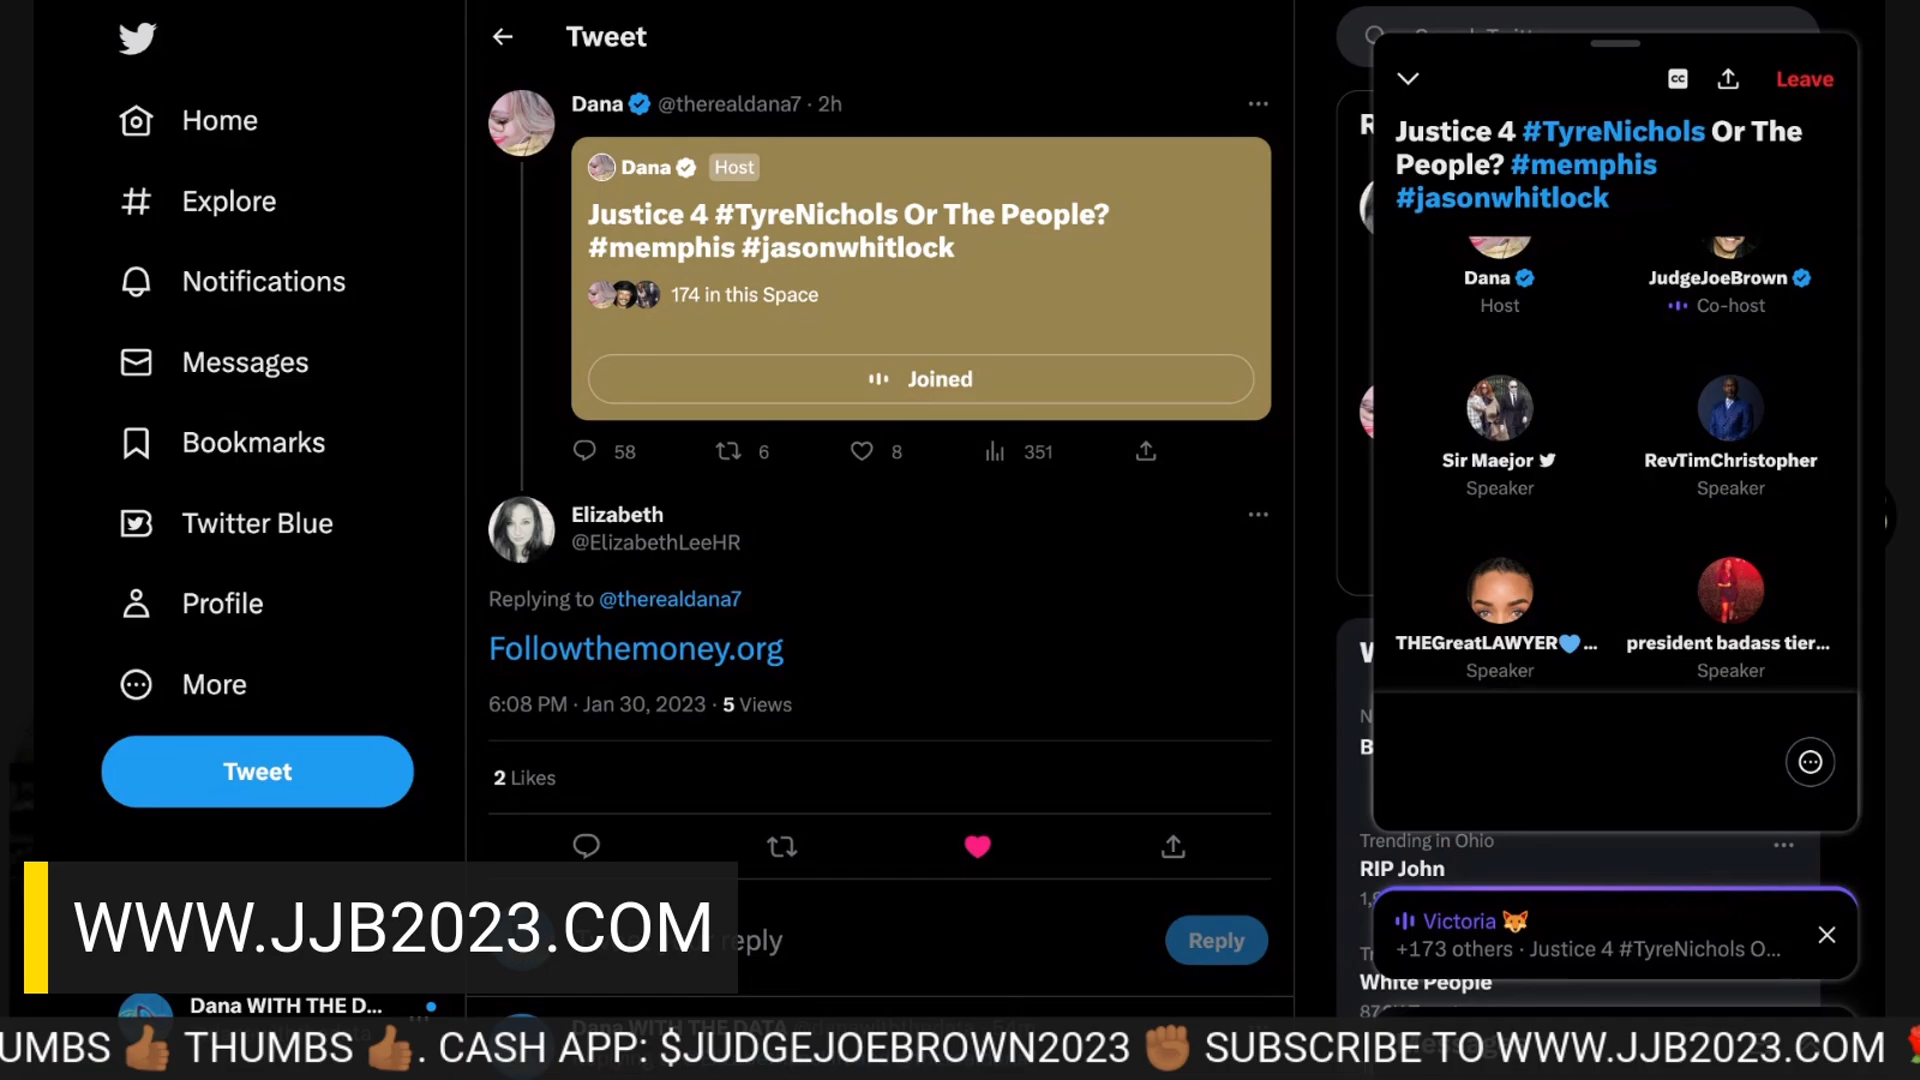 Home
Explore
Notifications
Messages
Bookmarks
Twitter Blue
Profile
More
Tweet
Tweet
Dana @therealdana7 · 2h
Dana Host
Justice 4 #TyreNichols Or The People?
#memphis #jasonwhitlock
174 in this Space
Joined
58 6 8 351
Elizabeth
@ElizabethLeeHR
Replying to @therealdana7
Followthemoney.org
6:08 PM · Jan 30, 2023 · 5 Views
2 Likes
reply
Reply
CC Leave
Justice 4 #TyreNichols Or The
People? #memphis
#jasonwhitlock
Dana
Host
JudgeJoeBrown
Co-host
Sir Maejor
Speaker
RevTimChristopher
Speaker
THEGreatLAWYER💙...
Speaker
president badass tier...
Speaker
Trending in Ohio
RIP John
Victoria 🦊
+173 others · Justice 4 #TyreNichols O...
White People
WWW.JJB2023.COM
Dana WITH THE D...
UMBS 👍🏾 THUMBS 👍🏾. CASH APP: $JUDGEJOEBROWN2023 ✊🏾 SUBSCRIBE TO WWW.JJB2023.COM